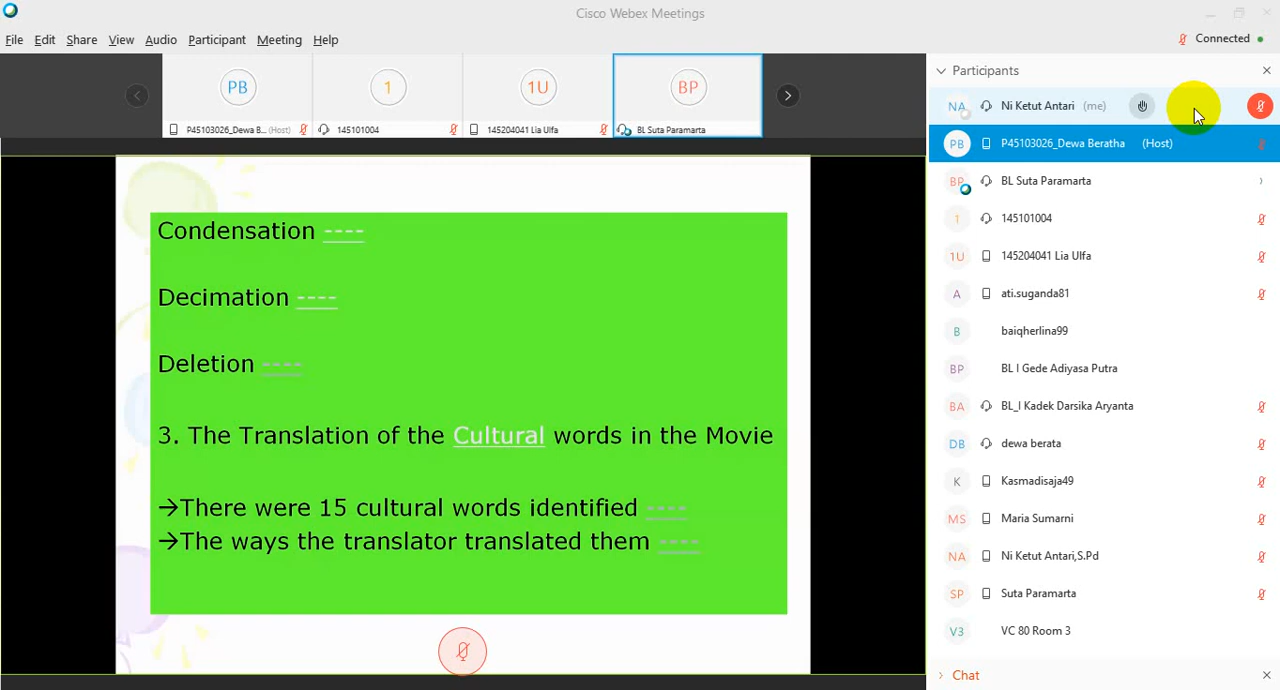 Cisco Webex Meetings
File Edit Share View Audio Participant Meeting Help
Connected
PB
P45103026_Dewa B... (Host)
1
145101004
1U
145204041 Lia Ulfa
BP
BL Suta Paramarta
Condensation ----
Decimation ----
Deletion ----
3. The Translation of the Cultural words in the Movie
→There were 15 cultural words identified ----
→The ways the translator translated them ----
Participants
NA Ni Ketut Antari (me)
PB P45103026_Dewa Beratha (Host)
BP BL Suta Paramarta
1 145101004
1U 145204041 Lia Ulfa
A ati.suganda81
B baiqherlina99
BP BL I Gede Adiyasa Putra
BA BL_I Kadek Darsika Aryanta
DB dewa berata
K Kasmadisaja49
MS Maria Sumarni
NA Ni Ketut Antari,S.Pd
SP Suta Paramarta
V3 VC 80 Room 3
Chat